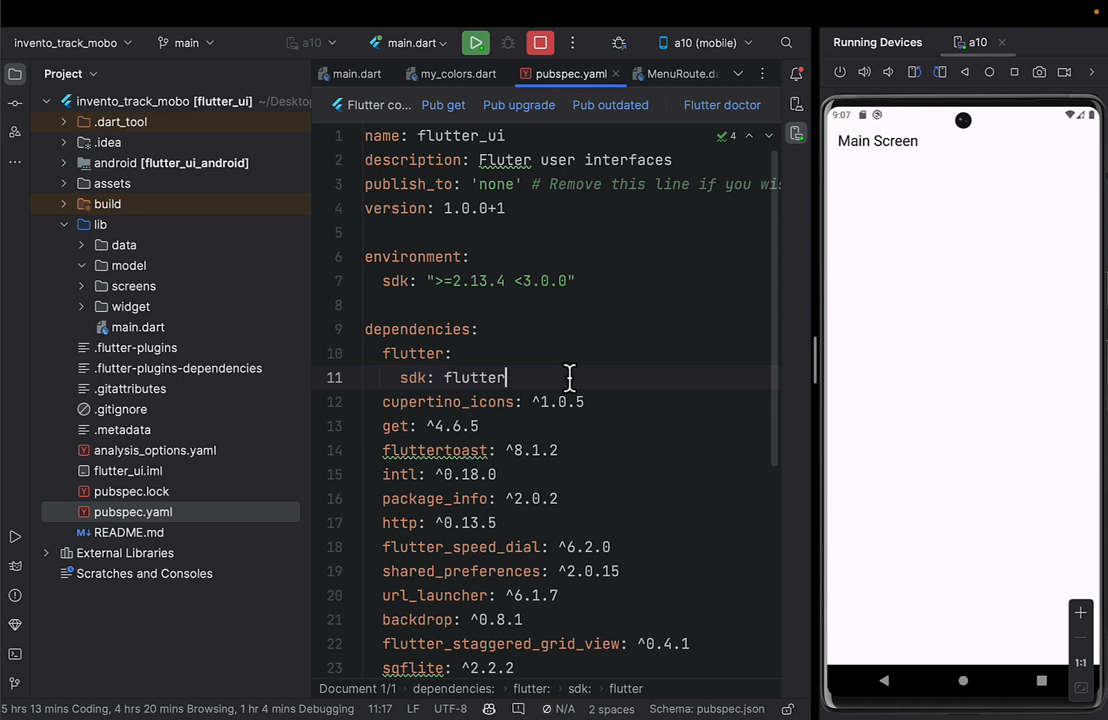 invento_track_mobo
main
a10
main.dart
a10 (mobile)
Running Devices
a10
Project
main.dart
my_colors.dart
pubspec.yaml
MenuRoute.da
Flutter co...
Pub get
Pub upgrade
Pub outdated
Flutter doctor
invento_track_mobo [flutter_ui] ~/Deskto
.dart_tool
.idea
android [flutter_ui_android]
assets
build
lib
data
model
screens
widget
main.dart
.flutter-plugins
.flutter-plugins-dependencies
.gitattributes
.gitignore
.metadata
analysis_options.yaml
flutter_ui.iml
pubspec.lock
pubspec.yaml
README.md
External Libraries
Scratches and Consoles
1 name: flutter_ui
4
2 description: Fluter user interfaces
3 publish_to: 'none' # Remove this line if you wi
4 version: 1.0.0+1
5
6 environment:
7 sdk: ">=2.13.4 <3.0.0"
8
9 dependencies:
10 flutter:
11 sdk: flutter
12 cupertino_icons: ^1.0.5
13 get: ^4.6.5
14 fluttertoast: ^8.1.2
15 intl: ^0.18.0
16 package_info: ^2.0.2
17 http: ^0.13.5
18 flutter_speed_dial: ^6.2.0
19 shared_preferences: ^2.0.15
20 url_launcher: ^6.1.7
21 backdrop: ^0.8.1
22 flutter_staggered_grid_view: ^0.4.1
23 sqflite: ^2.2.2
Document 1/1 > dependencies: > flutter: > sdk: > flutter
5 hrs 13 mins Coding, 4 hrs 20 mins Browsing, 1 hr 4 mins Debugging
11:17
LF
UTF-8
N/A
2 spaces
Schema: pubspec.json
9:07
Main Screen
1:1